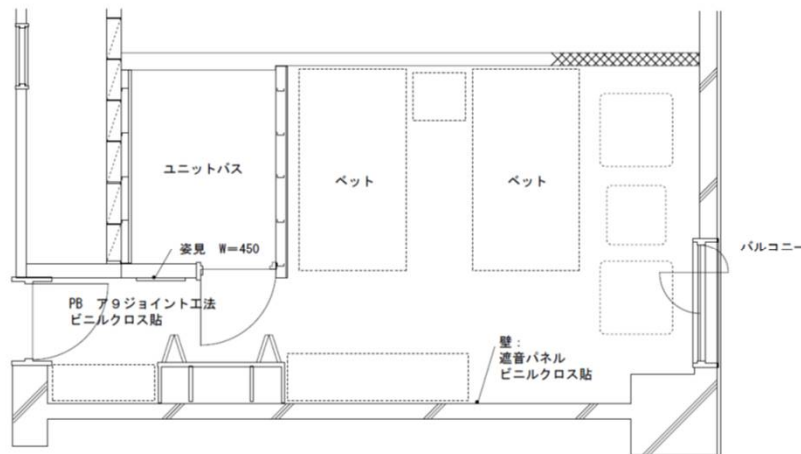 ユニットバス
ベット
ベット
姿見 W=450
バルコニー
PB ア9ジョイント工法
ビニルクロス貼
壁:
遮音パネル
ビニルクロス貼